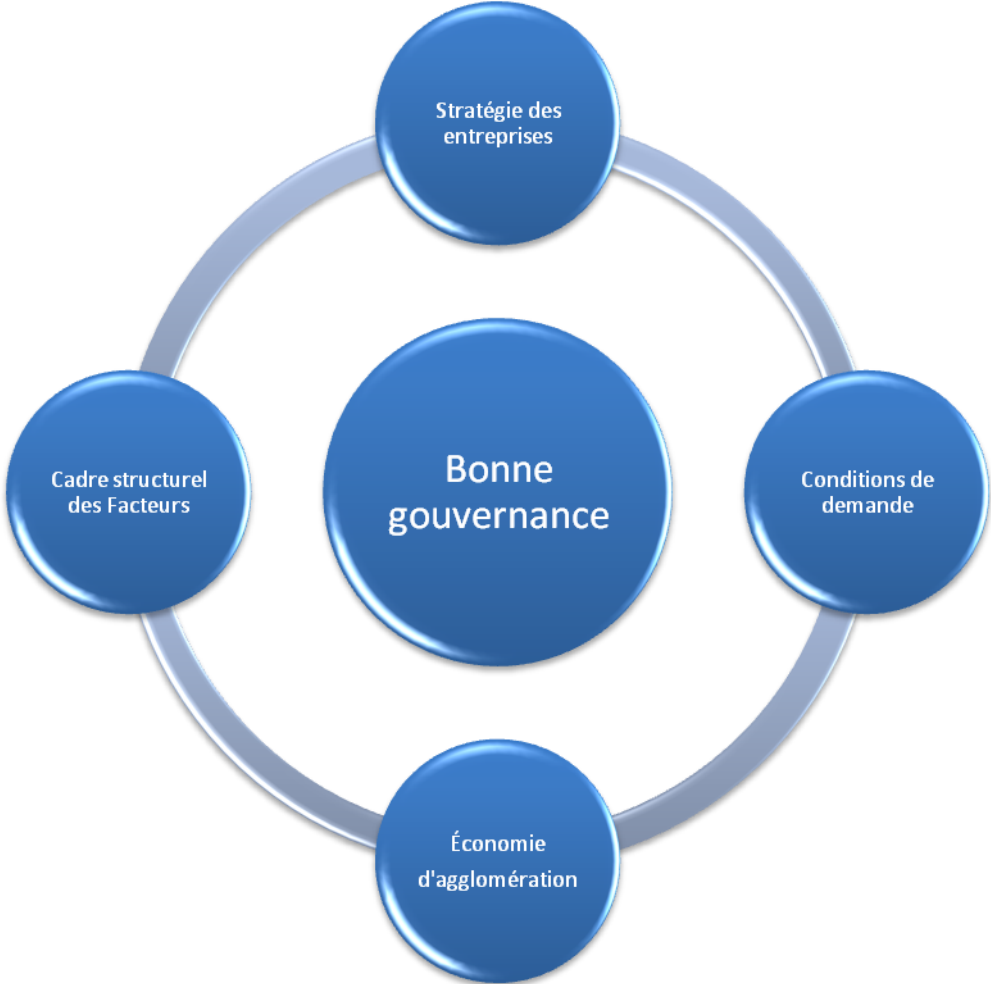 Stratégie des
entreprises
Cadre structurel
des Facteurs
Bonne
gouvernance
Conditions de
demande
Économie
d'agglomération